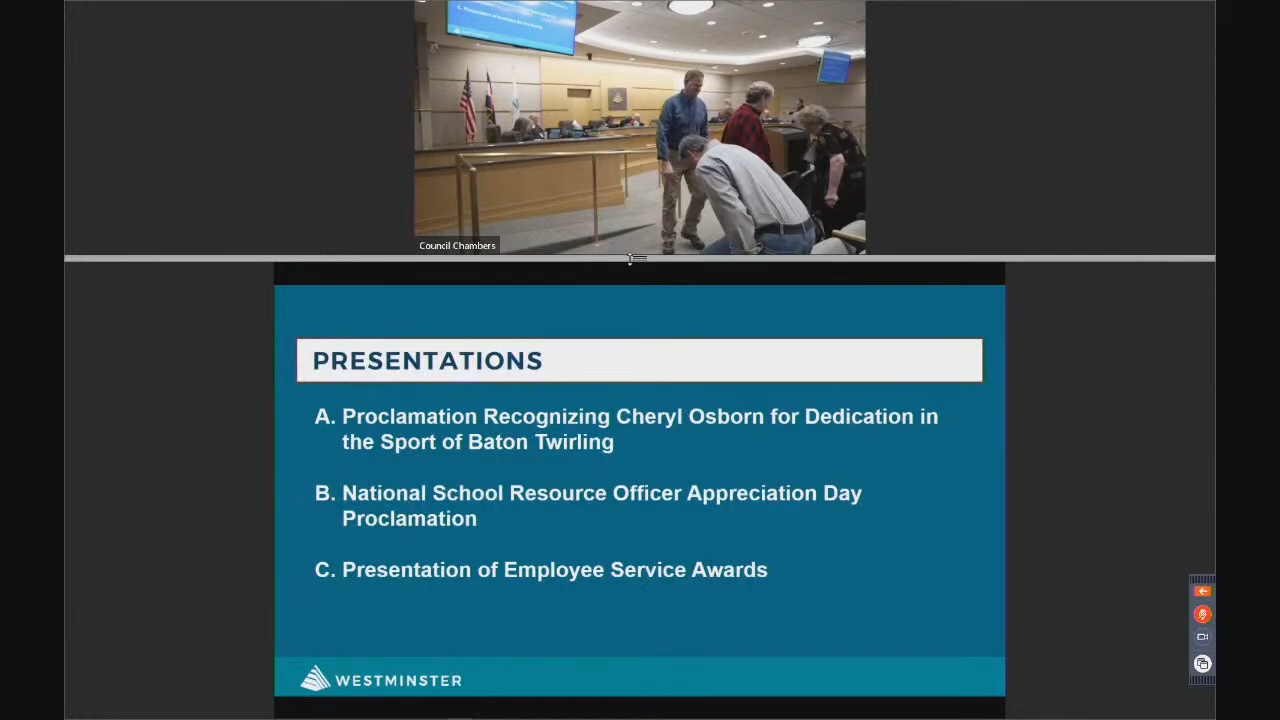 Council Chambers
PRESENTATIONS
A. Proclamation Recognizing Cheryl Osborn for Dedication in
the Sport of Baton Twirling
B. National School Resource Officer Appreciation Day
Proclamation
C. Presentation of Employee Service Awards
WESTMINSTER